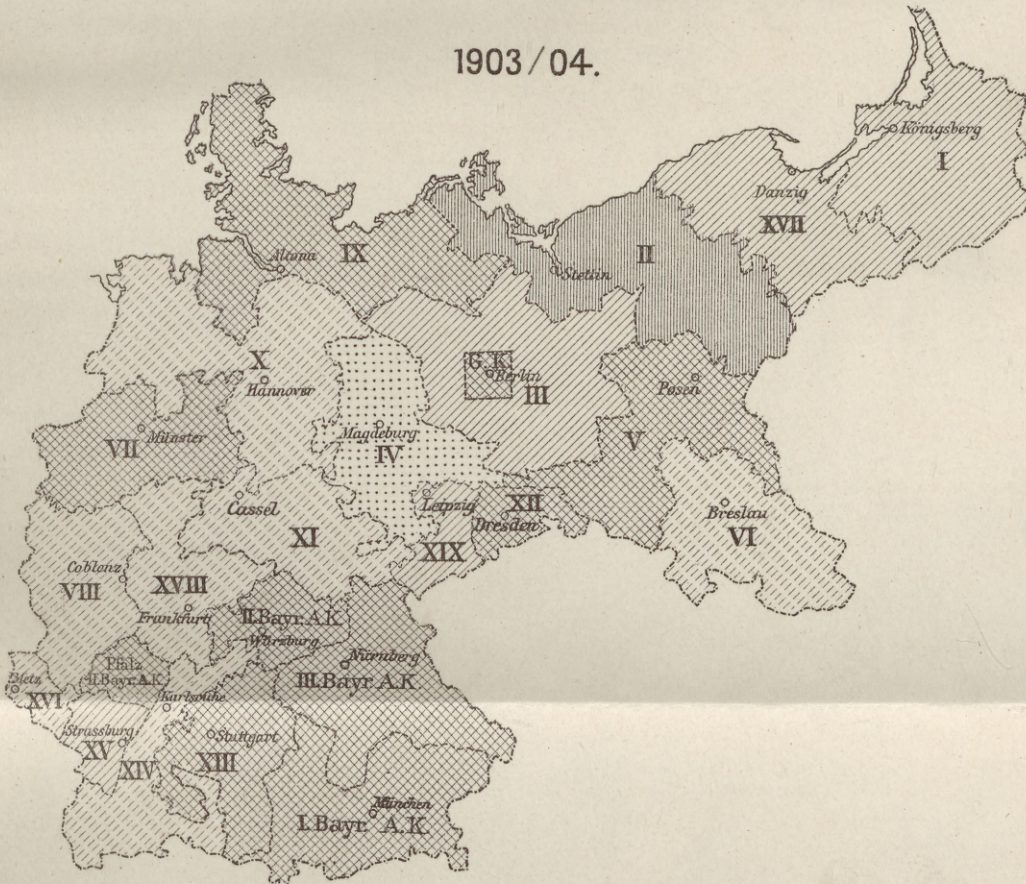 1903/04.
Königsberg
I
Danzig
XVII
Altona
IX
Stettin
II
X
Hannover
G.K.
Berlin
III
Posen
VII
Münster
Magdeburg
IV
V
Cassel
XI
Leipzig
XII
Dresden
XIX
Breslau
VI
Coblenz
VIII
XVIII
Frankfurt
II.Bayr.A.K.
Würzburg
Nürnberg
III.Bayr.A.K.
Pfalz
II.Bayr.A.K.
Metz
XVI
Karlsruhe
Strassburg
XV
XIV
Stuttgart
XIII
München
I.Bayr. A.K.